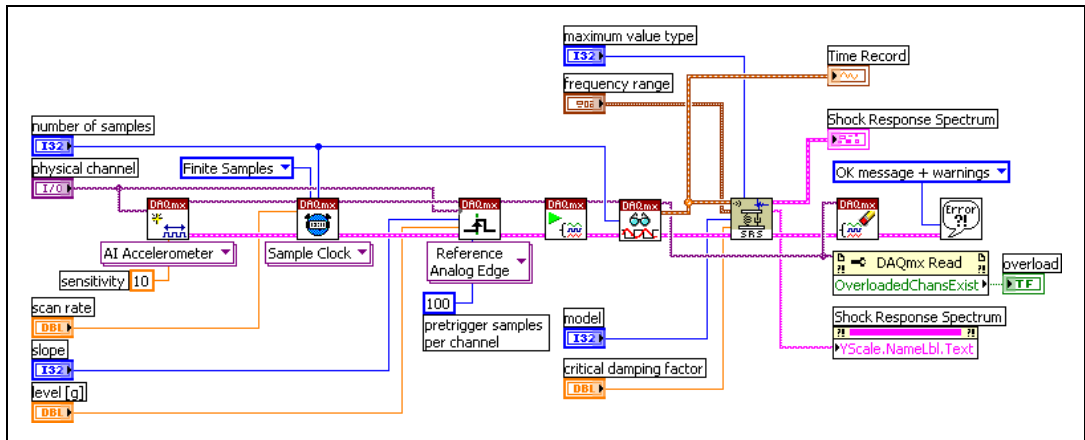 maximum value type
I32
Time Record
frequency range
Shock Response Spectrum
number of samples
I32
physical channel
I/O
Finite Samples
OK message + warnings
DAQmx
DAQmx
DAQmx
DAQmx
DAQmx
SRS
DAQmx
Error
?!
AI Accelerometer
Sample Clock
Reference
Analog Edge
?! DAQmx Read ?!
OverloadedChansExist
overload
TF
sensitivity 10
100
pretrigger samples
per channel
scan rate
DBL
model
I32
Shock Response Spectrum
?! ?!
YScale.NameLbl.Text
slope
I32
critical damping factor
DBL
level [g]
DBL